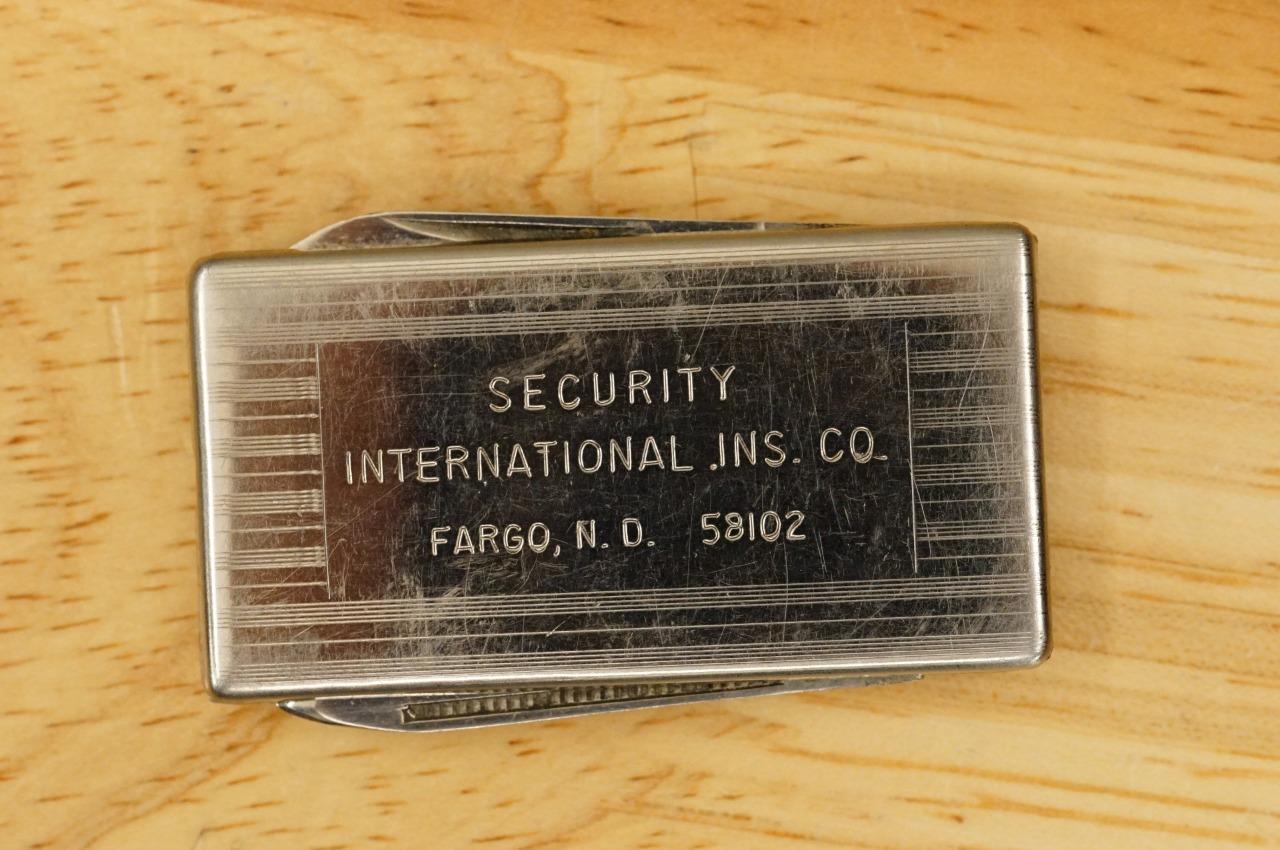 SECURITY
INTERNATIONAL INS. CO.
FARGO, N. D. 58102